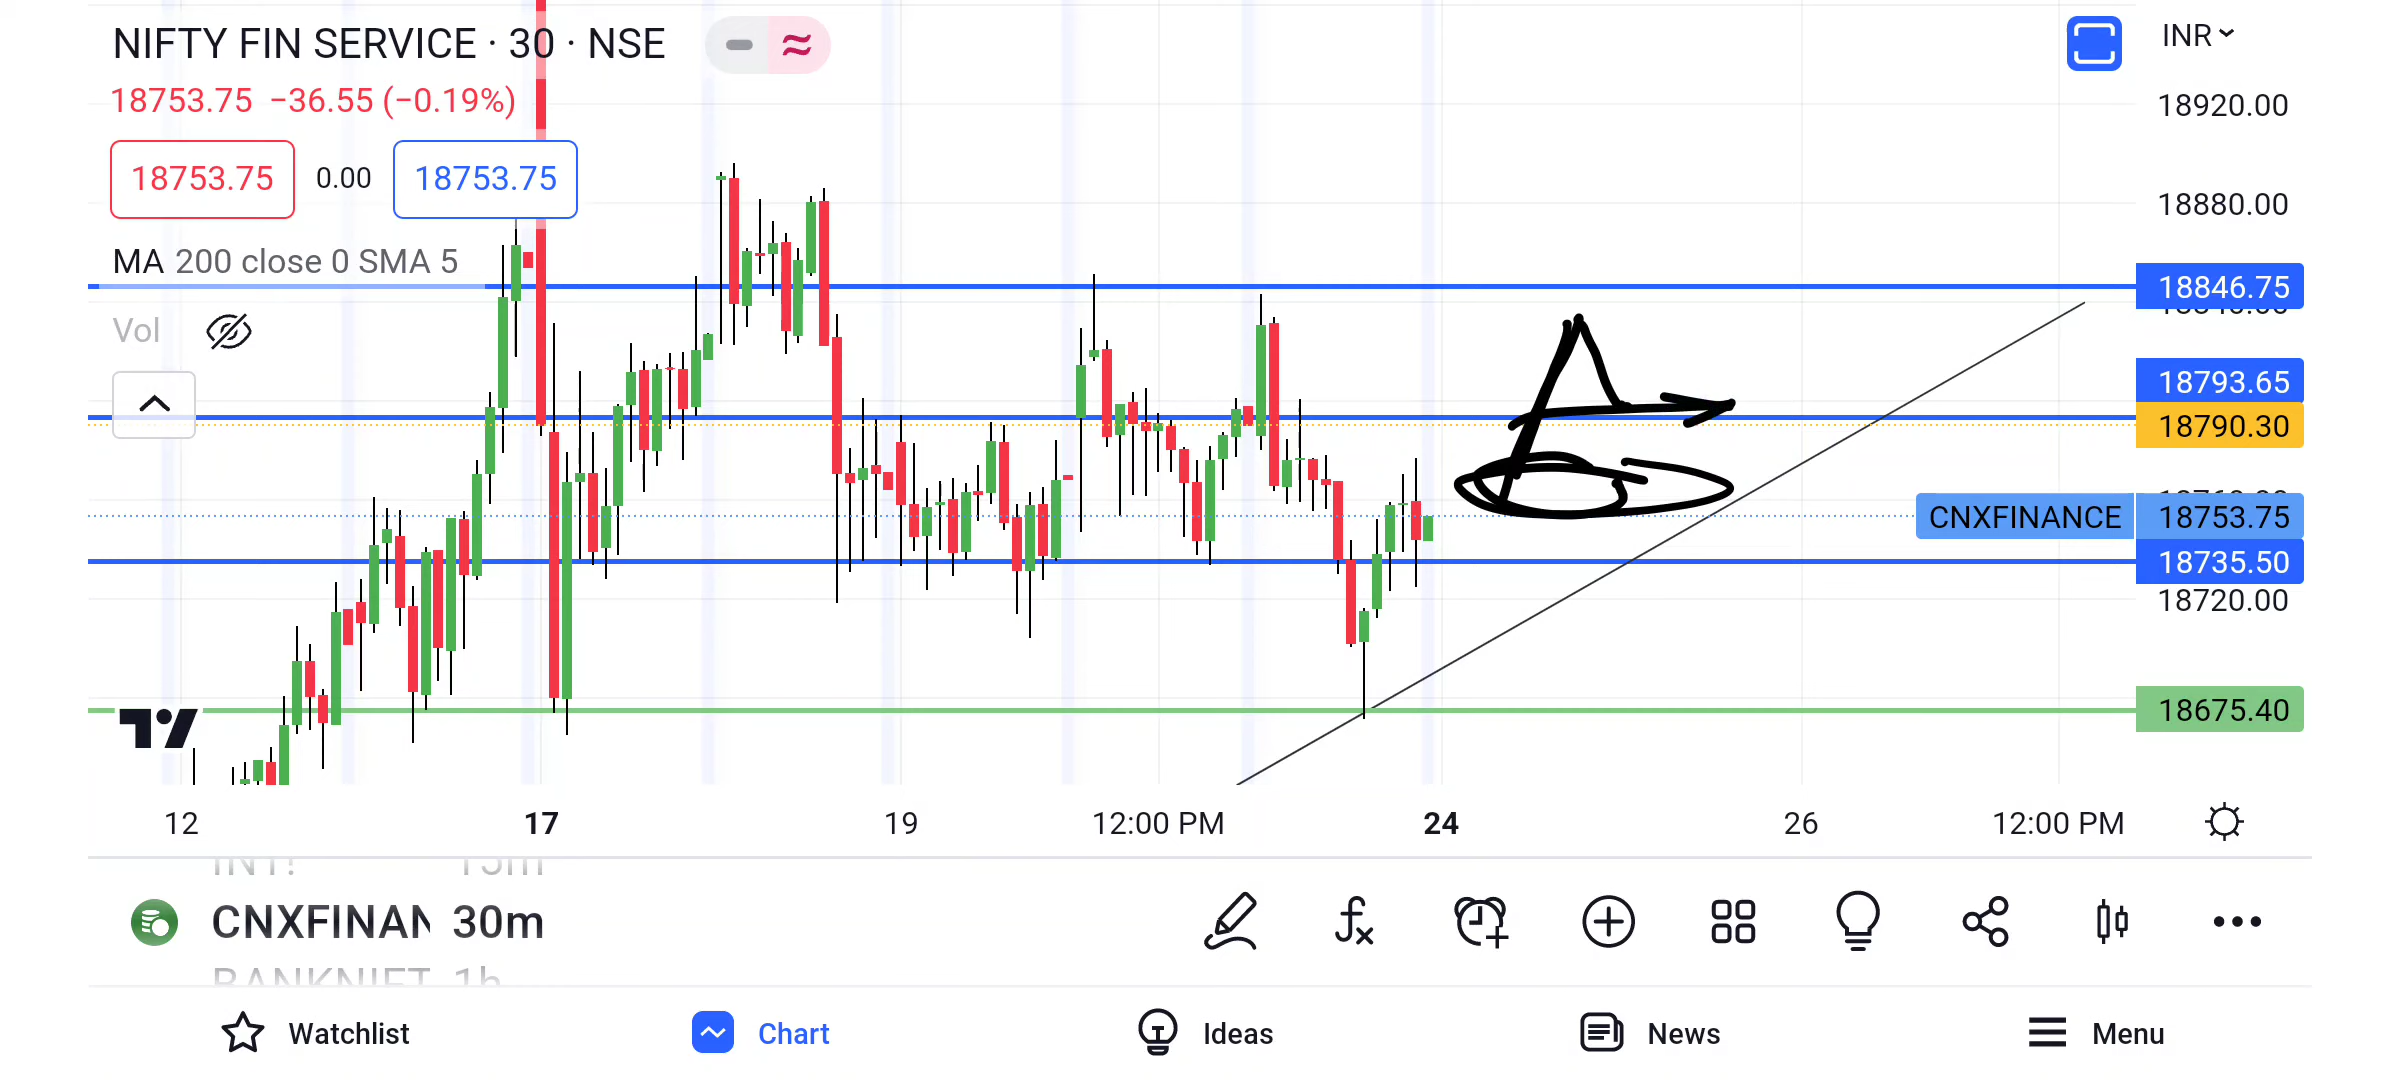 NIFTY FIN SERVICE · 30 · NSE
INR
18753.75 −36.55 (−0.19%)
18920.00
18753.75 0.00 18753.75
18880.00
MA 200 close 0 SMA 5
18846.75
Vol
18793.65
18790.30
CNXFINANCE 18753.75
18735.50
18720.00
18675.40
12 17 19 12:00 PM 24 26 12:00 PM
CNXFINAN 30m
BANKNIFT 1h
Watchlist Chart Ideas News Menu